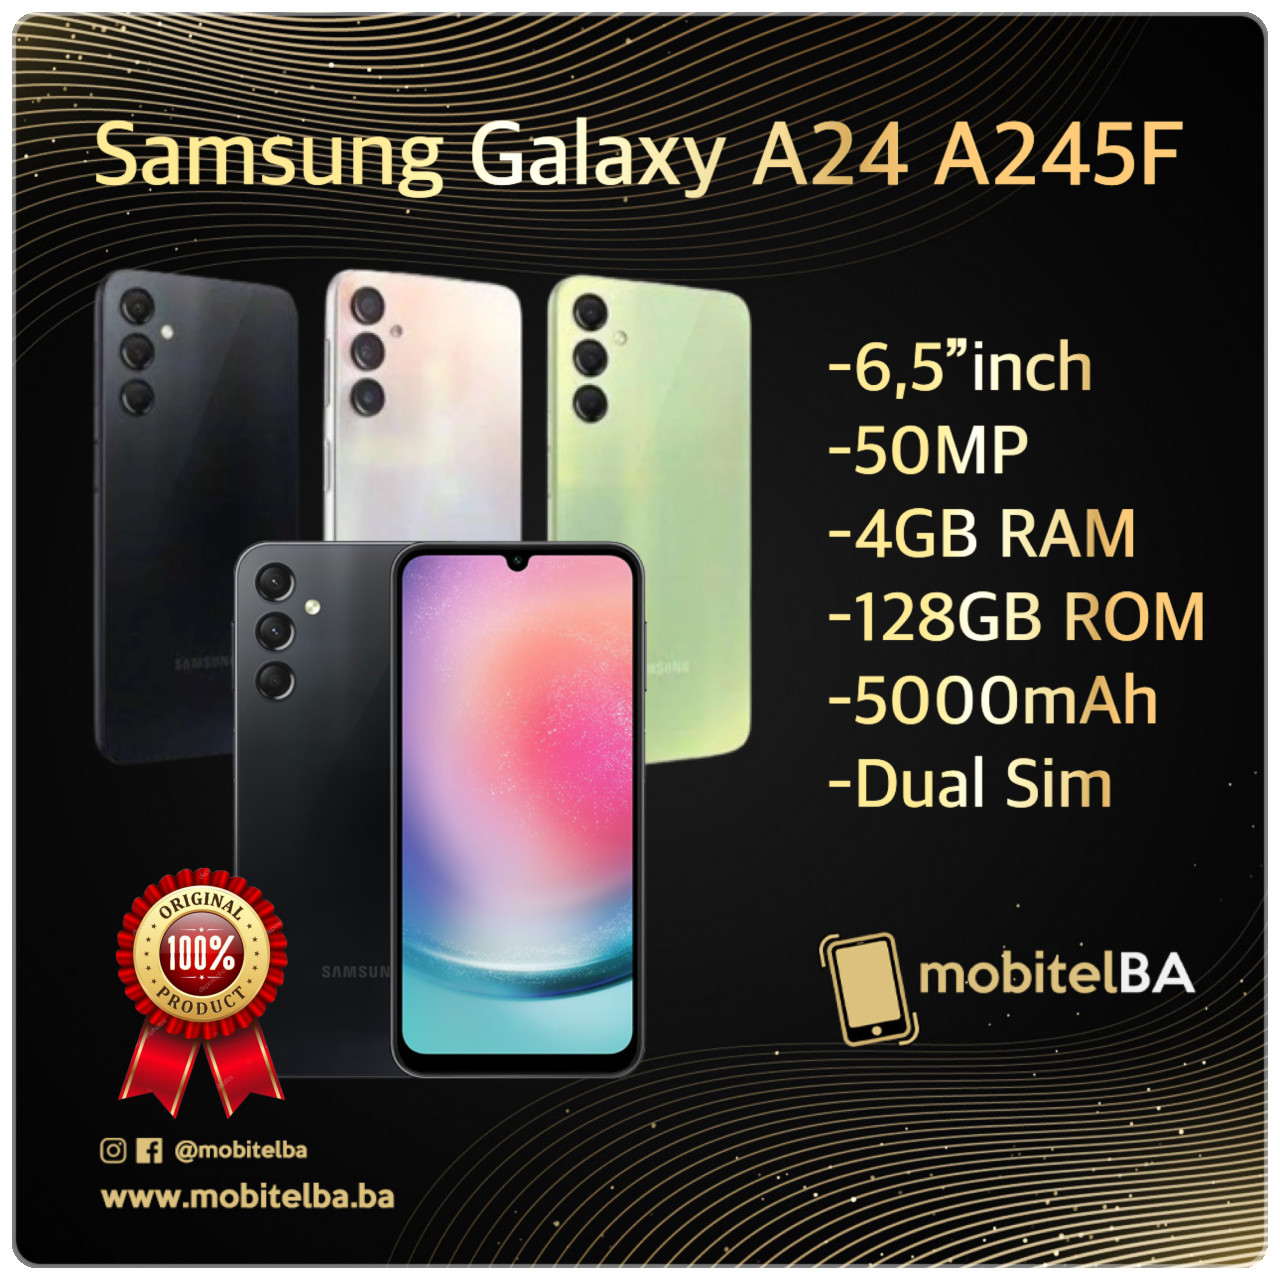 Samsung Galaxy A24 A245F
-6,5”inch
-50MP
-4GB RAM
-128GB ROM
-5000mAh
-Dual Sim
SAMSUNG
SAMSUN
ORIGINAL
100%
PRODUCT
mobitelBA
@mobitelba
www.mobitelba.ba